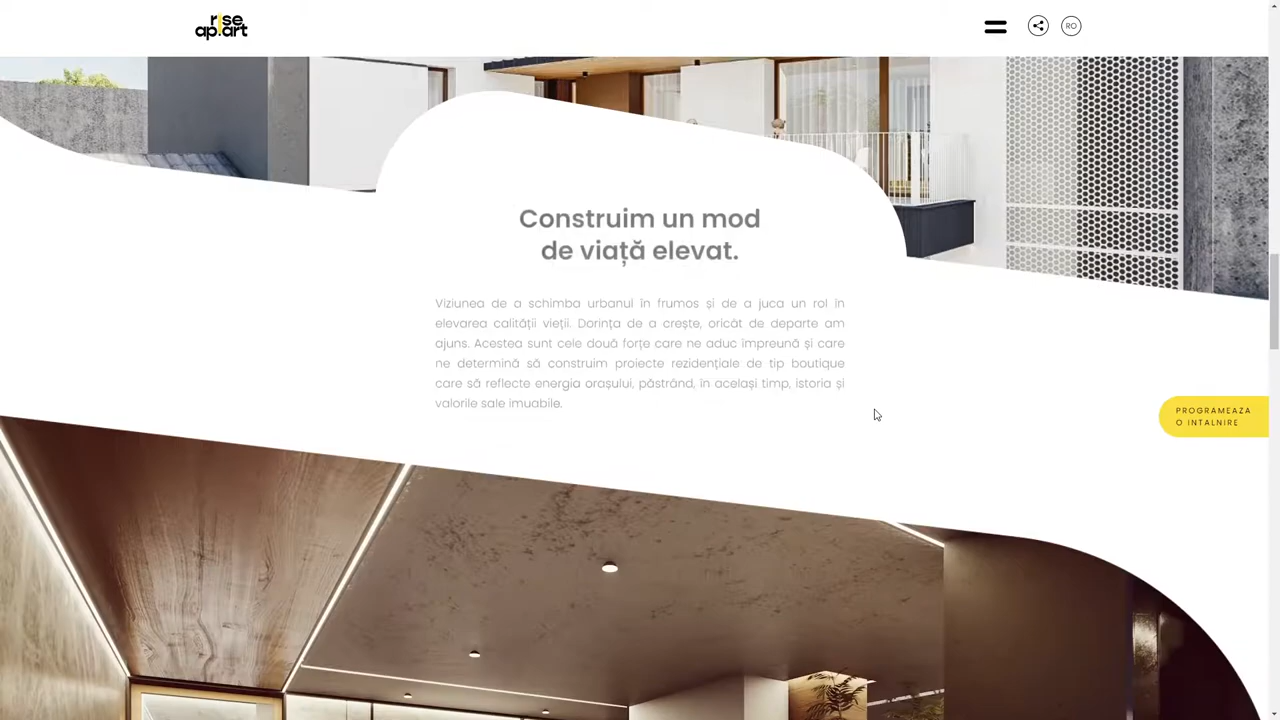 r!se
ap!art
RO
Construim un mod
de viață elevat.
Viziunea de a schimba urbanul în frumos și de a juca un rol în
elevarea calității vieții. Dorința de a crește, oricât de departe am
ajuns. Acestea sunt cele două forțe care ne aduc împreună și care
ne determină să construim proiecte rezidențiale de tip boutique
care să reflecte energia orașului, păstrând, în același timp, istoria și
valorile sale imuabile.
PROGRAMEAZA
O INTALNIRE